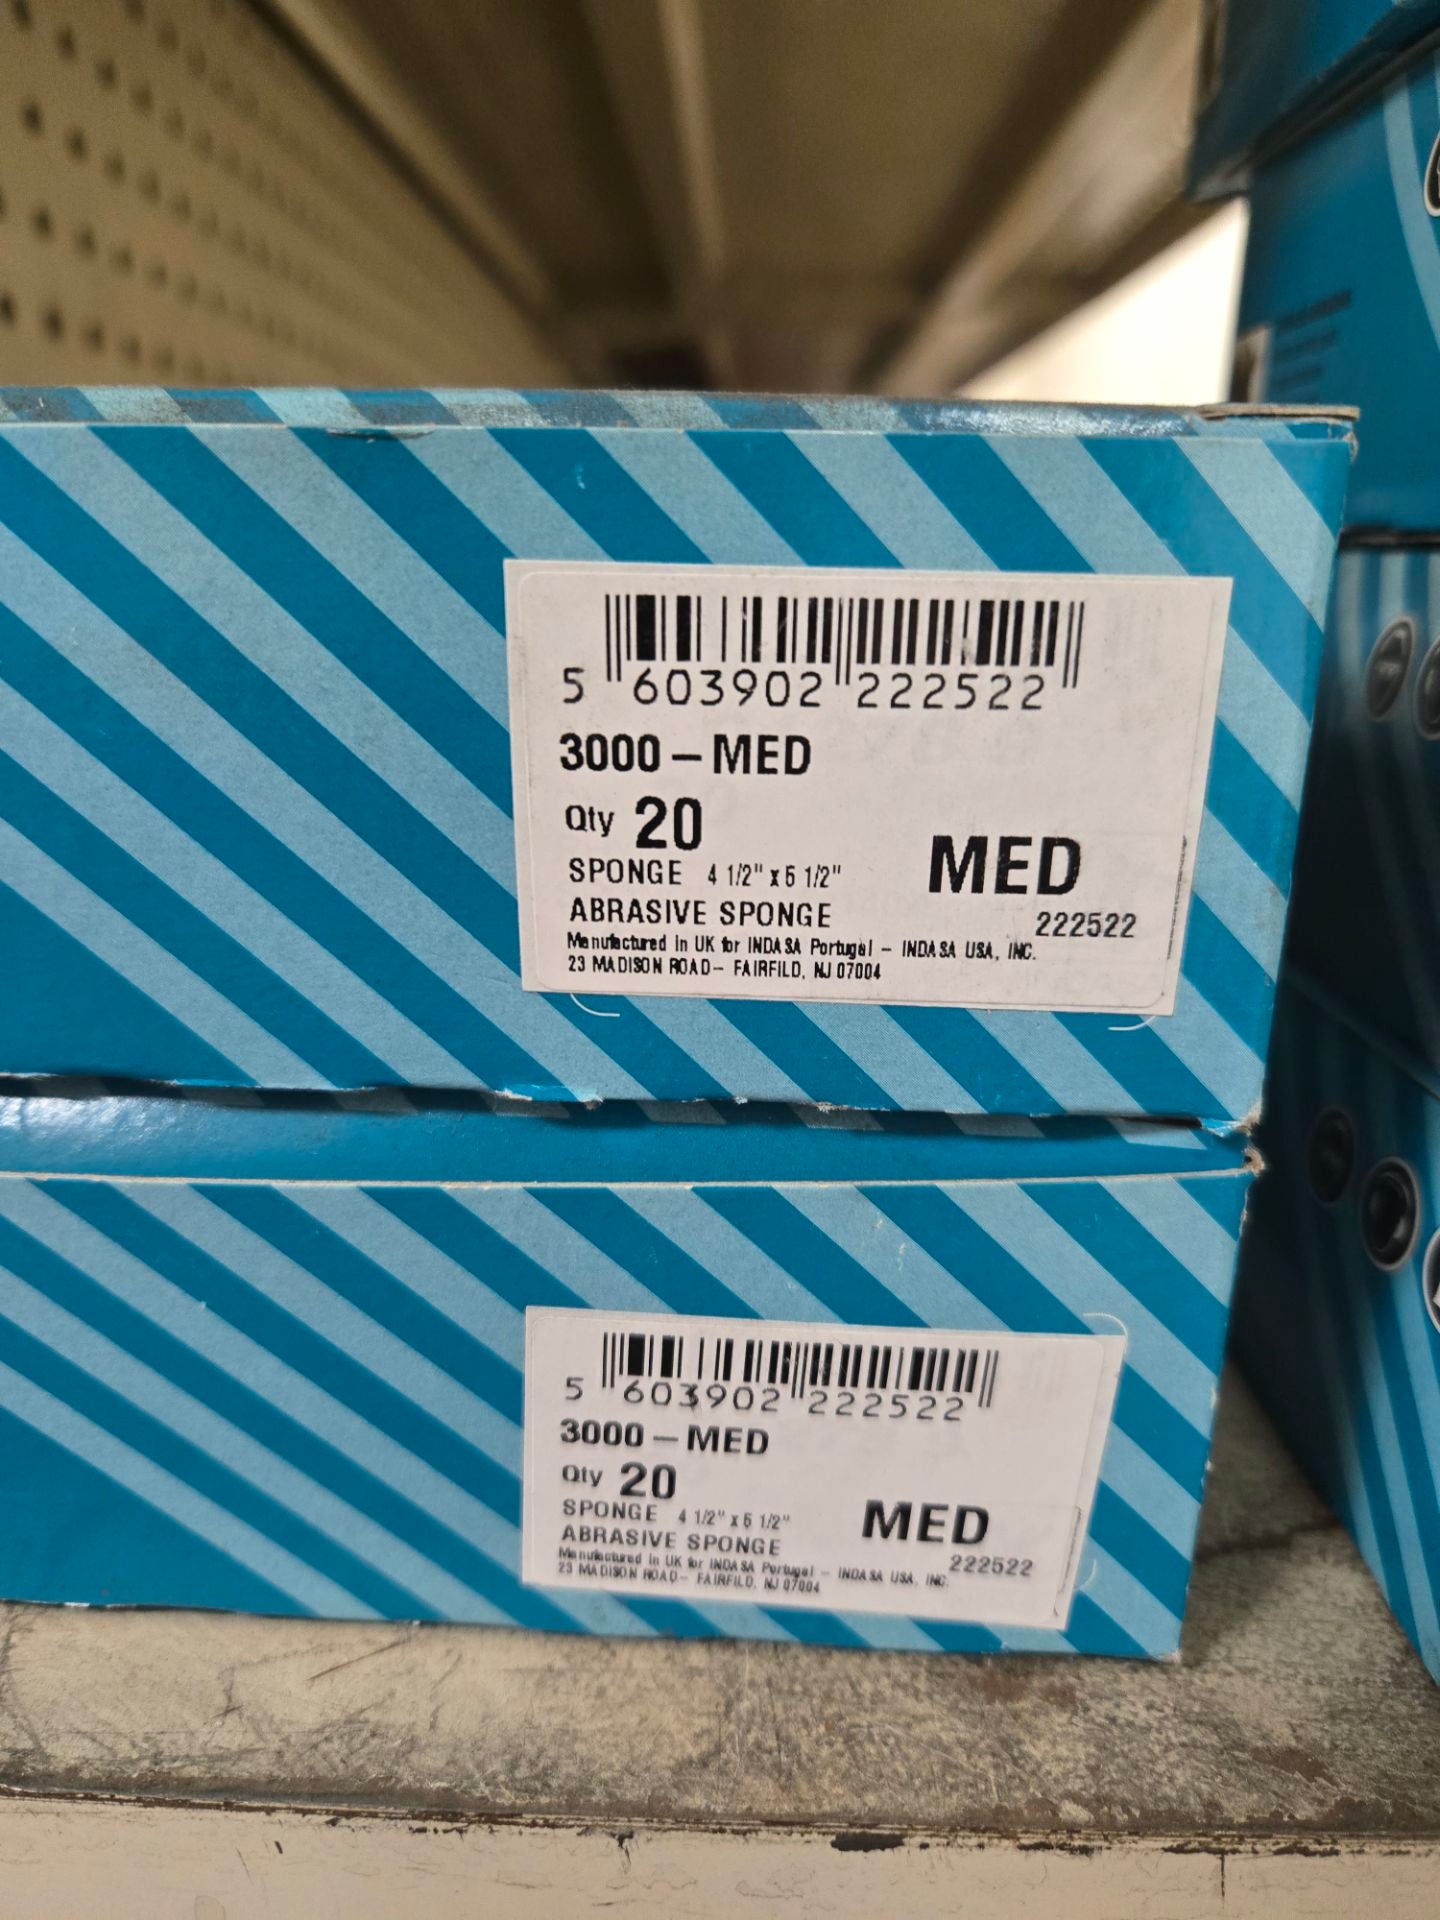 5 603902 222522
3000 – MED
Qty 20
SPONGE 4 1/2" x 5 1/2"
MED
ABRASIVE SPONGE
222522
Manufactured in UK for INDASA Portugal – INDASA USA, INC.
23 MADISON ROAD– FAIRFILD, NJ 07004
5 603902 222522
3000 – MED
Qty 20
SPONGE 4 1/2" x 5 1/2"
MED
ABRASIVE SPONGE
222522
Manufactured in UK for INDASA Portugal – INDASA USA, INC.
23 MADISON ROAD– FAIRFILD, NJ 07004